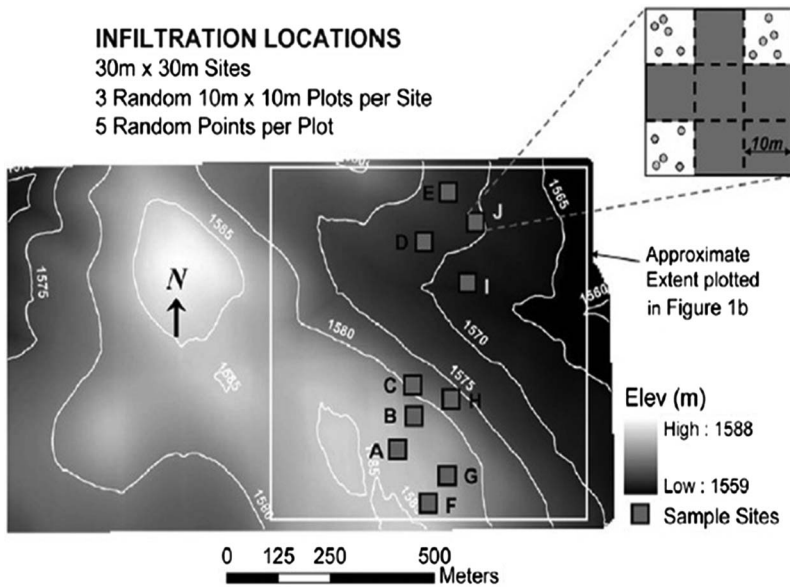 INFILTRATION LOCATIONS
30m x 30m Sites
3 Random 10m x 10m Plots per Site
5 Random Points per Plot
10m
1585
1565
E
J
D
1575
N
I
Approximate
Extent plotted
in Figure 1b
1560
1580
1570
1585
1575
C
H
B
A
1585
G
F
1580
Elev (m)
High : 1588
Low : 1559
Sample Sites
0 125 250 500
Meters